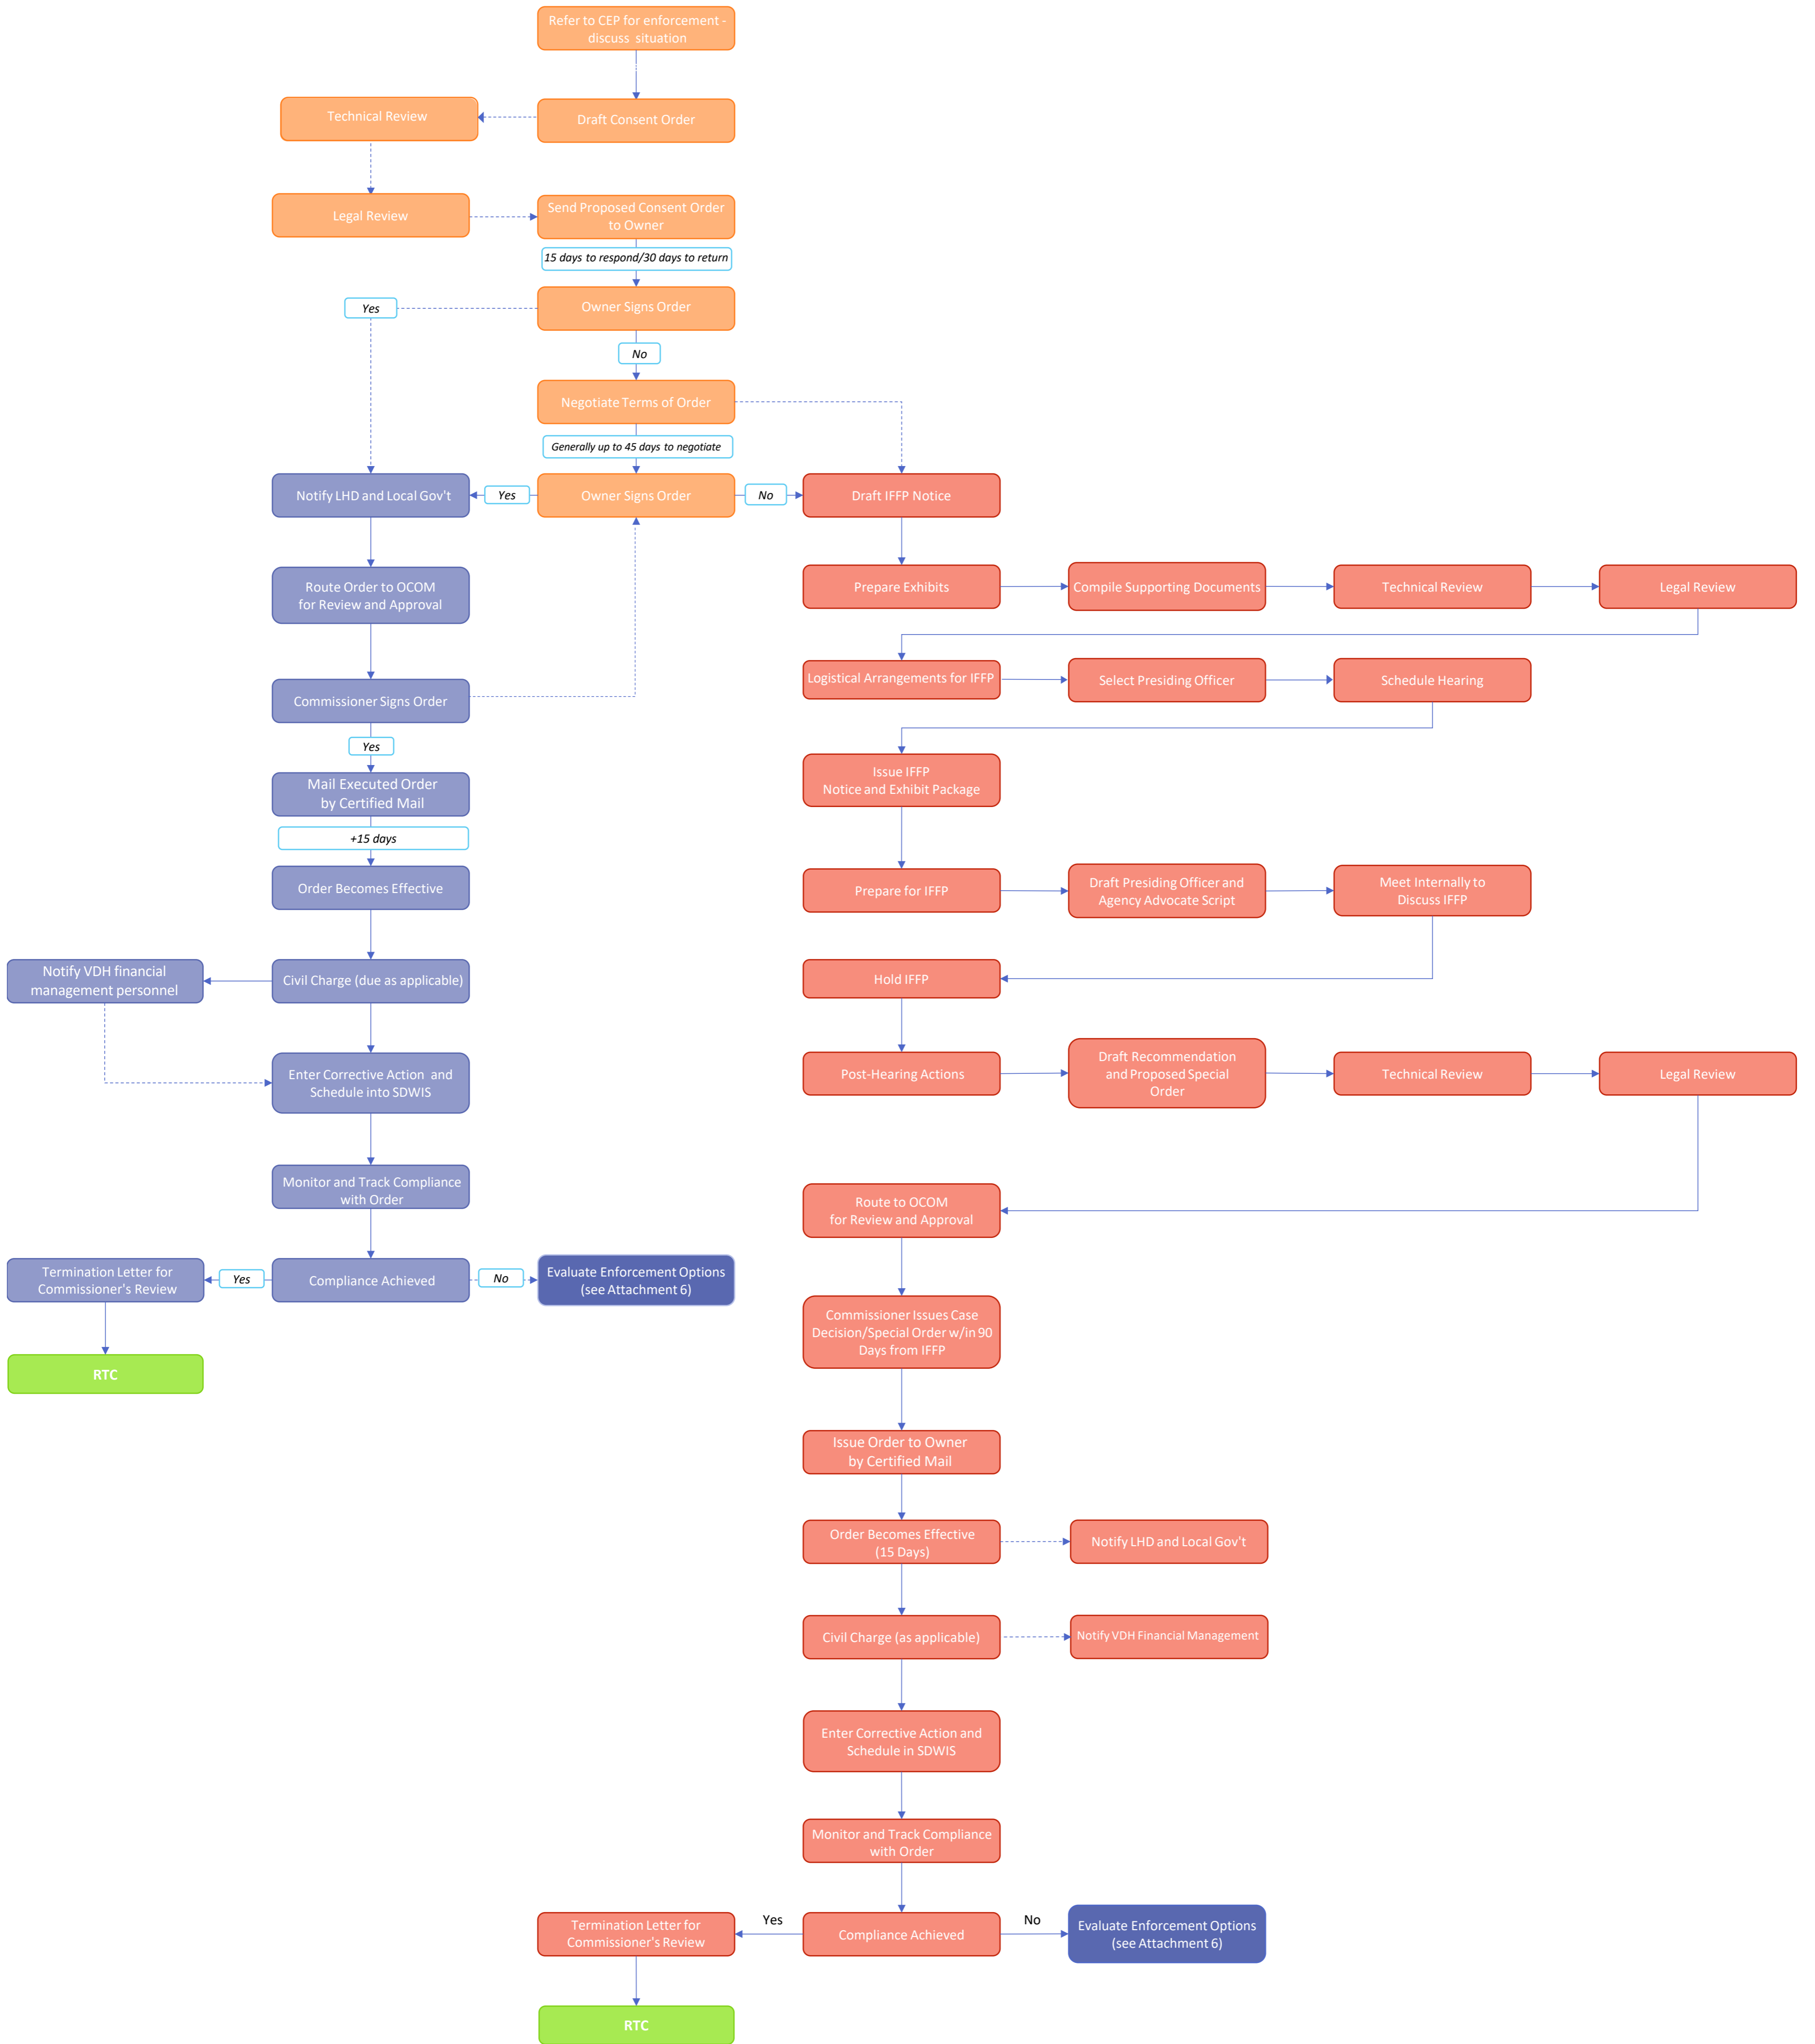 Refer to CEP for enforcement -
discuss situation
Technical Review
Draft Consent Order
Legal Review
Send Proposed Consent Order
to Owner
15 days to respond/30 days to return
Yes
Owner Signs Order
No
Negotiate Terms of Order
Generally up to 45 days to negotiate
Notify LHD and Local Gov't
Yes
Owner Signs Order
No
Draft IFFP Notice
Route Order to OCOM
for Review and Approval
Prepare Exhibits
Compile Supporting Documents
Technical Review
Legal Review
Commissioner Signs Order
Logistical Arrangements for IFFP
Select Presiding Officer
Schedule Hearing
Yes
Mail Executed Order
by Certified Mail
Issue IFFP
Notice and Exhibit Package
+15 days
Order Becomes Effective
Prepare for IFFP
Draft Presiding Officer and
Agency Advocate Script
Meet Internally to
Discuss IFFP
Notify VDH financial
management personnel
Civil Charge (due as applicable)
Hold IFFP
Enter Corrective Action and
Schedule into SDWIS
Post-Hearing Actions
Draft Recommendation
and Proposed Special
Order
Technical Review
Legal Review
Monitor and Track Compliance
with Order
Route to OCOM
for Review and Approval
Termination Letter for
Commissioner's Review
Yes
Compliance Achieved
No
Evaluate Enforcement Options
(see Attachment 6)
Commissioner Issues Case
Decision/Special Order w/in 90
Days from IFFP
RTC
Issue Order to Owner
by Certified Mail
Order Becomes Effective
(15 Days)
Notify LHD and Local Gov't
Civil Charge (as applicable)
Notify VDH Financial Management
Enter Corrective Action and
Schedule in SDWIS
Monitor and Track Compliance
with Order
Termination Letter for
Commissioner's Review
Yes
Compliance Achieved
No
Evaluate Enforcement Options
(see Attachment 6)
RTC